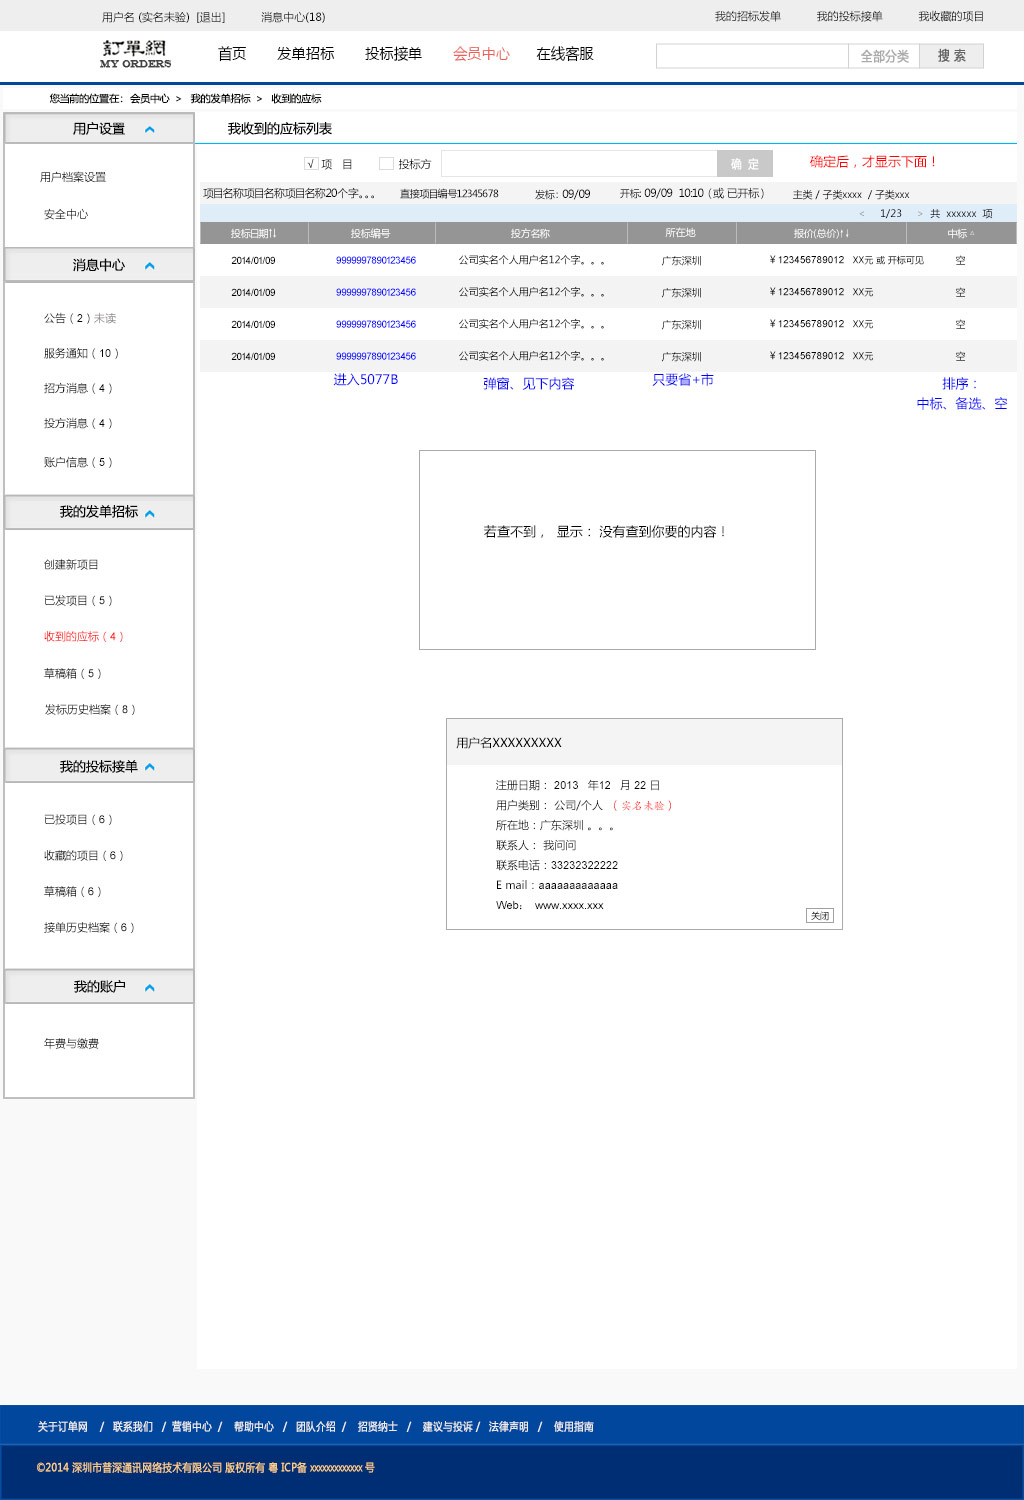 用户名 (实名未验) [退出] 消息中心(18) 我的招标发单 我的投标接单 我收藏的项目
訂單網
MY ORDERS
首页 发单招标 投标接单 会员中心 在线客服 全部分类 搜 索
您当前的位置在： 会员中心 > 我的发单招标 > 收到的应标
用户设置
用户档案设置
安全中心
消息中心
公告（2）未读
服务通知（10）
招方消息（4）
投方消息（4）
账户信息（5）
我的发单招标
创建新项目
已发项目（5）
收到的应标（4）
草稿箱（5）
发标历史档案（8）
我的投标接单
已投项目（6）
收藏的项目（6）
草稿箱（6）
接单历史档案（6）
我的账户
年费与缴费
我收到的应标列表
√ 项 目 投标方 确 定 确定后，才显示下面！
项目名称项目名称项目名称20个字。。。 直接项目编号12345678 发标：09/09 开标: 09/09 10:10（或 已开标） 主类 / 子类xxxx / 子类xxx
< 1/23 > 共 xxxxxx 项
投标日期↑↓ 投标编号 投方名称 所在地 报价(总价)↑↓ 中标
2014/01/09 9999997890123456 公司实名个人用户名12个字。。。 广东深圳 ¥ 123456789012 XX元 或 开标可见 空
2014/01/09 9999997890123456 公司实名个人用户名12个字。。。 广东深圳 ¥ 123456789012 XX元 空
2014/01/09 9999997890123456 公司实名个人用户名12个字。。。 广东深圳 ¥ 123456789012 XX元 空
2014/01/09 9999997890123456 公司实名个人用户名12个字。。。 广东深圳 ¥ 123456789012 XX元 空
进入5077B 弹窗、见下内容 只要省+市 排序：
中标、备选、空
若查不到， 显示： 没有查到你要的内容！
用户名XXXXXXXXX
注册日期： 2013 年12 月 22 日
用户类别： 公司/个人 （实名未验）
所在地：广东深圳 。。。
联系人： 我问问
联系电话：33232322222
E mail：aaaaaaaaaaaaa
Web： www.xxxx.xxx
关闭
关于订单网 / 联系我们 / 营销中心 / 帮助中心 / 团队介绍 / 招贤纳士 / 建议与投诉 / 法律声明 / 使用指南
©2014 深圳市普深通讯网络技术有限公司 版权所有 粤 ICP备 xxxxxxxxxxxx 号